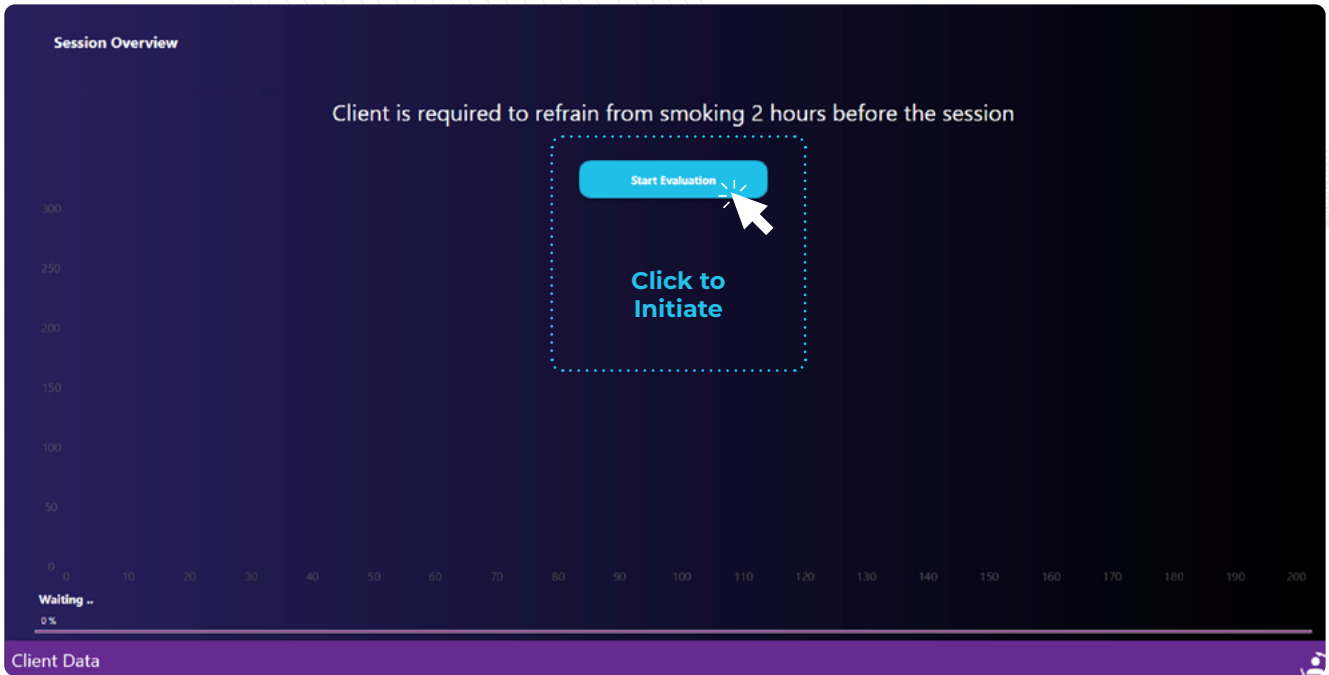 Session Overview
Client is required to refrain from smoking 2 hours before the session
Start Evaluation
Click to
Initiate
300
250
200
150
100
50
0
0 10 20 30 40 50 60 70 80 90 100 110 120 130 140 150 160 170 180 190 200
Waiting ..
0 %
Client Data